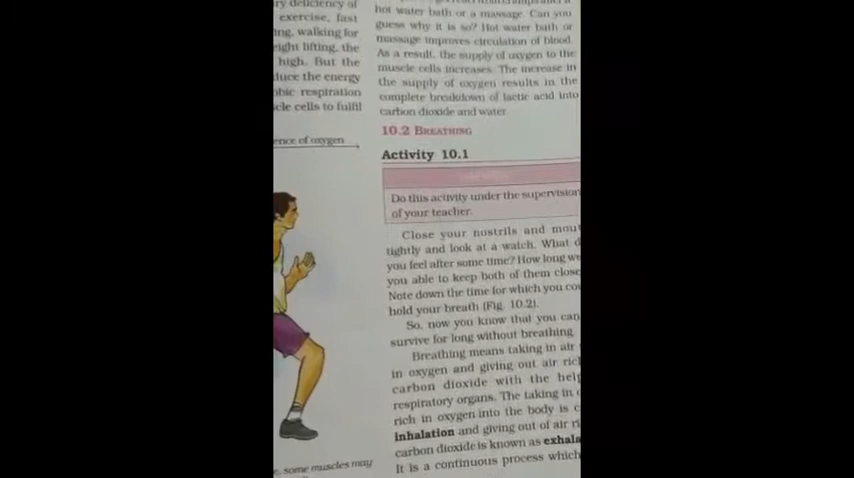 ry deficiency of
exercise, fast
ing, walking for
eight lifting, the
high. But the
duce the energy
obic respiration
cle cells to fulfil
ence of oxygen
e, some muscles may
hot water bath or a massage. Can you
guess why it is so? Hot water bath or
massage improves circulation of blood.
As a result, the supply of oxygen to the
muscle cells increases. The increase in
the supply of oxygen results in the
complete breakdown of lactic acid into
carbon dioxide and water.
10.2 BREATHING
Activity 10.1
Do this activity under the supervision
of your teacher.
Close your nostrils and mou
tightly and look at a watch. What d
you feel after some time? How long we
you able to keep both of them close
Note down the time for which you cou
hold your breath (Fig. 10.2).
So, now you know that you can
survive for long without breathing.
Breathing means taking in air
in oxygen and giving out air rich
carbon dioxide with the help
respiratory organs. The taking in
rich in oxygen into the body is c
inhalation and giving out of air ri
carbon dioxide is known as exhala
It is a continuous process which